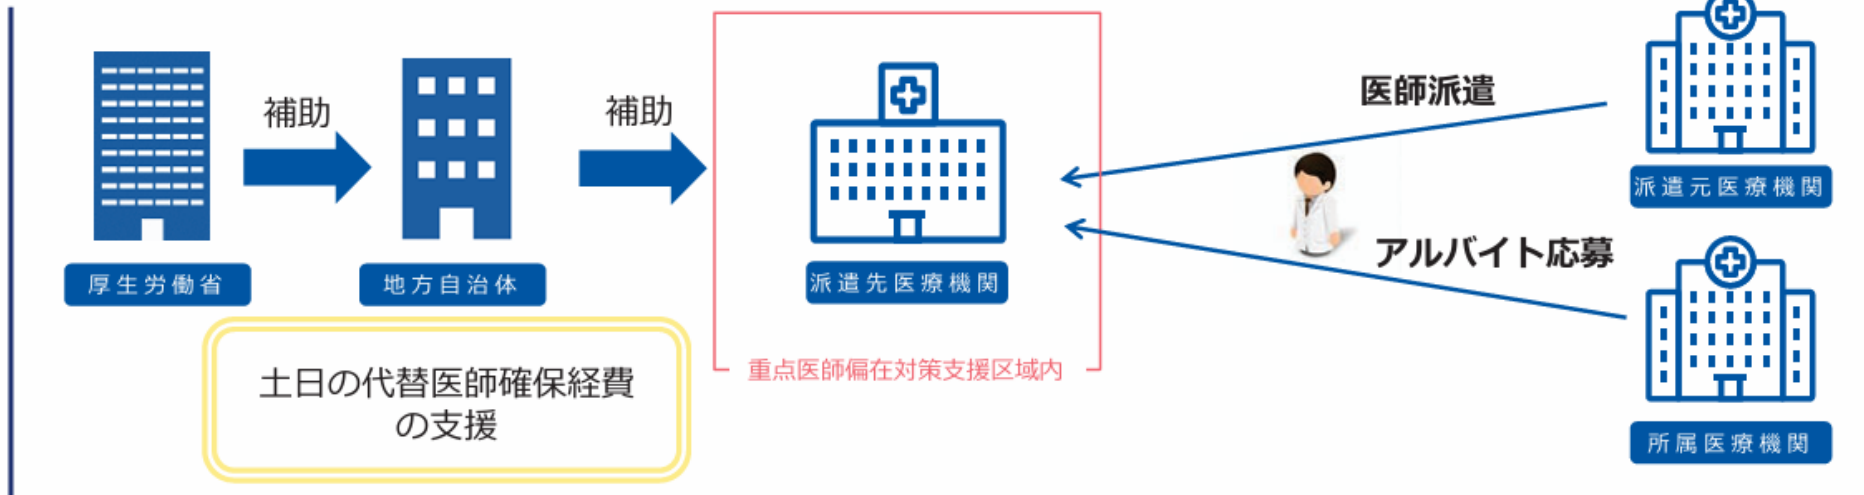 補助
補助
医師派遣
派遣元医療機関
アルバイト応募
厚生労働省
地方自治体
派遣先医療機関
重点医師偏在対策支援区域内
土日の代替医師確保経費
の支援
所属医療機関